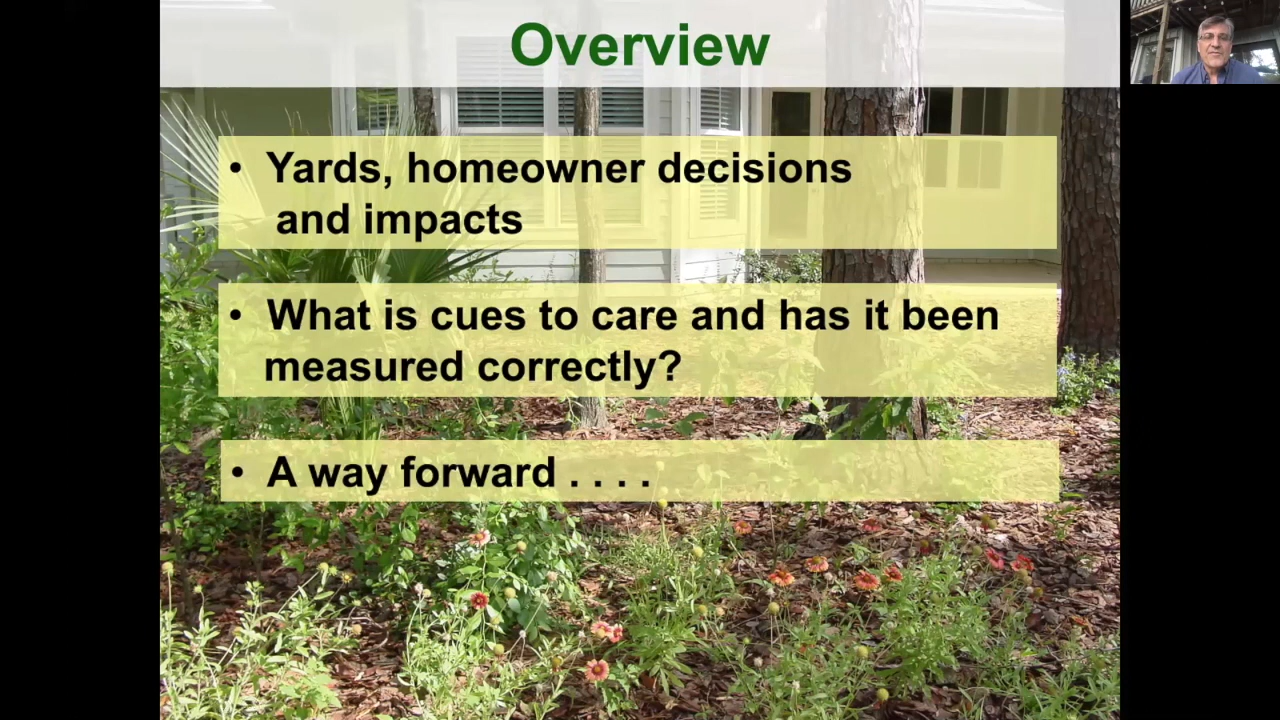 Overview
• Yards, homeowner decisions
and impacts
• What is cues to care and has it been
measured correctly?
• A way forward . . . .